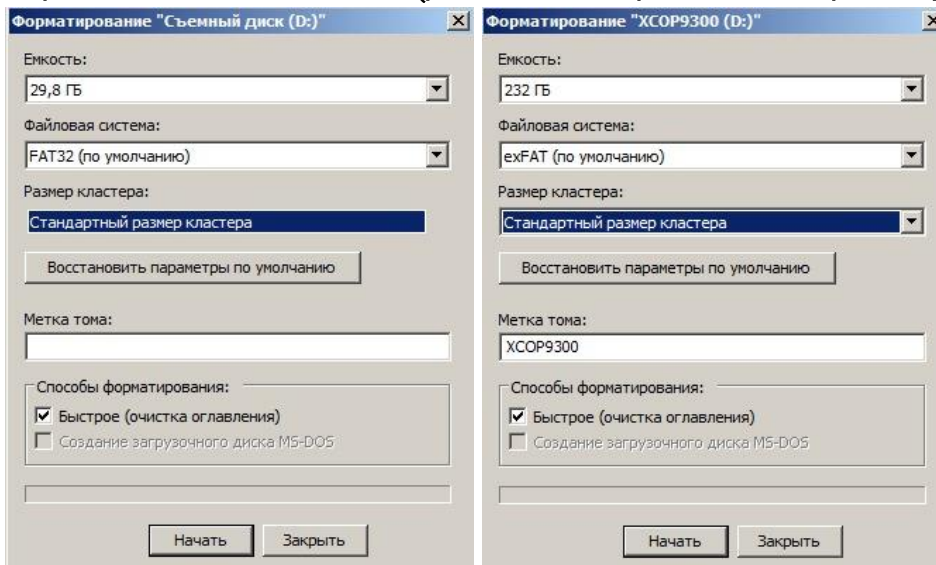 Форматирование "Съемный диск (D:)"
Емкость:
29,8 ГБ
Файловая система:
FAT32 (по умолчанию)
Размер кластера:
Стандартный размер кластера
Восстановить параметры по умолчанию
Метка тома:
Способы форматирования:
Быстрое (очистка оглавления)
Создание загрузочного диска MS-DOS
Начать
Закрыть
Форматирование "XCOP9300 (D:)"
Емкость:
232 ГБ
Файловая система:
exFAT (по умолчанию)
Размер кластера:
Стандартный размер кластера
Восстановить параметры по умолчанию
Метка тома:
XCOP9300
Способы форматирования:
Быстрое (очистка оглавления)
Создание загрузочного диска MS-DOS
Начать
Закрыть